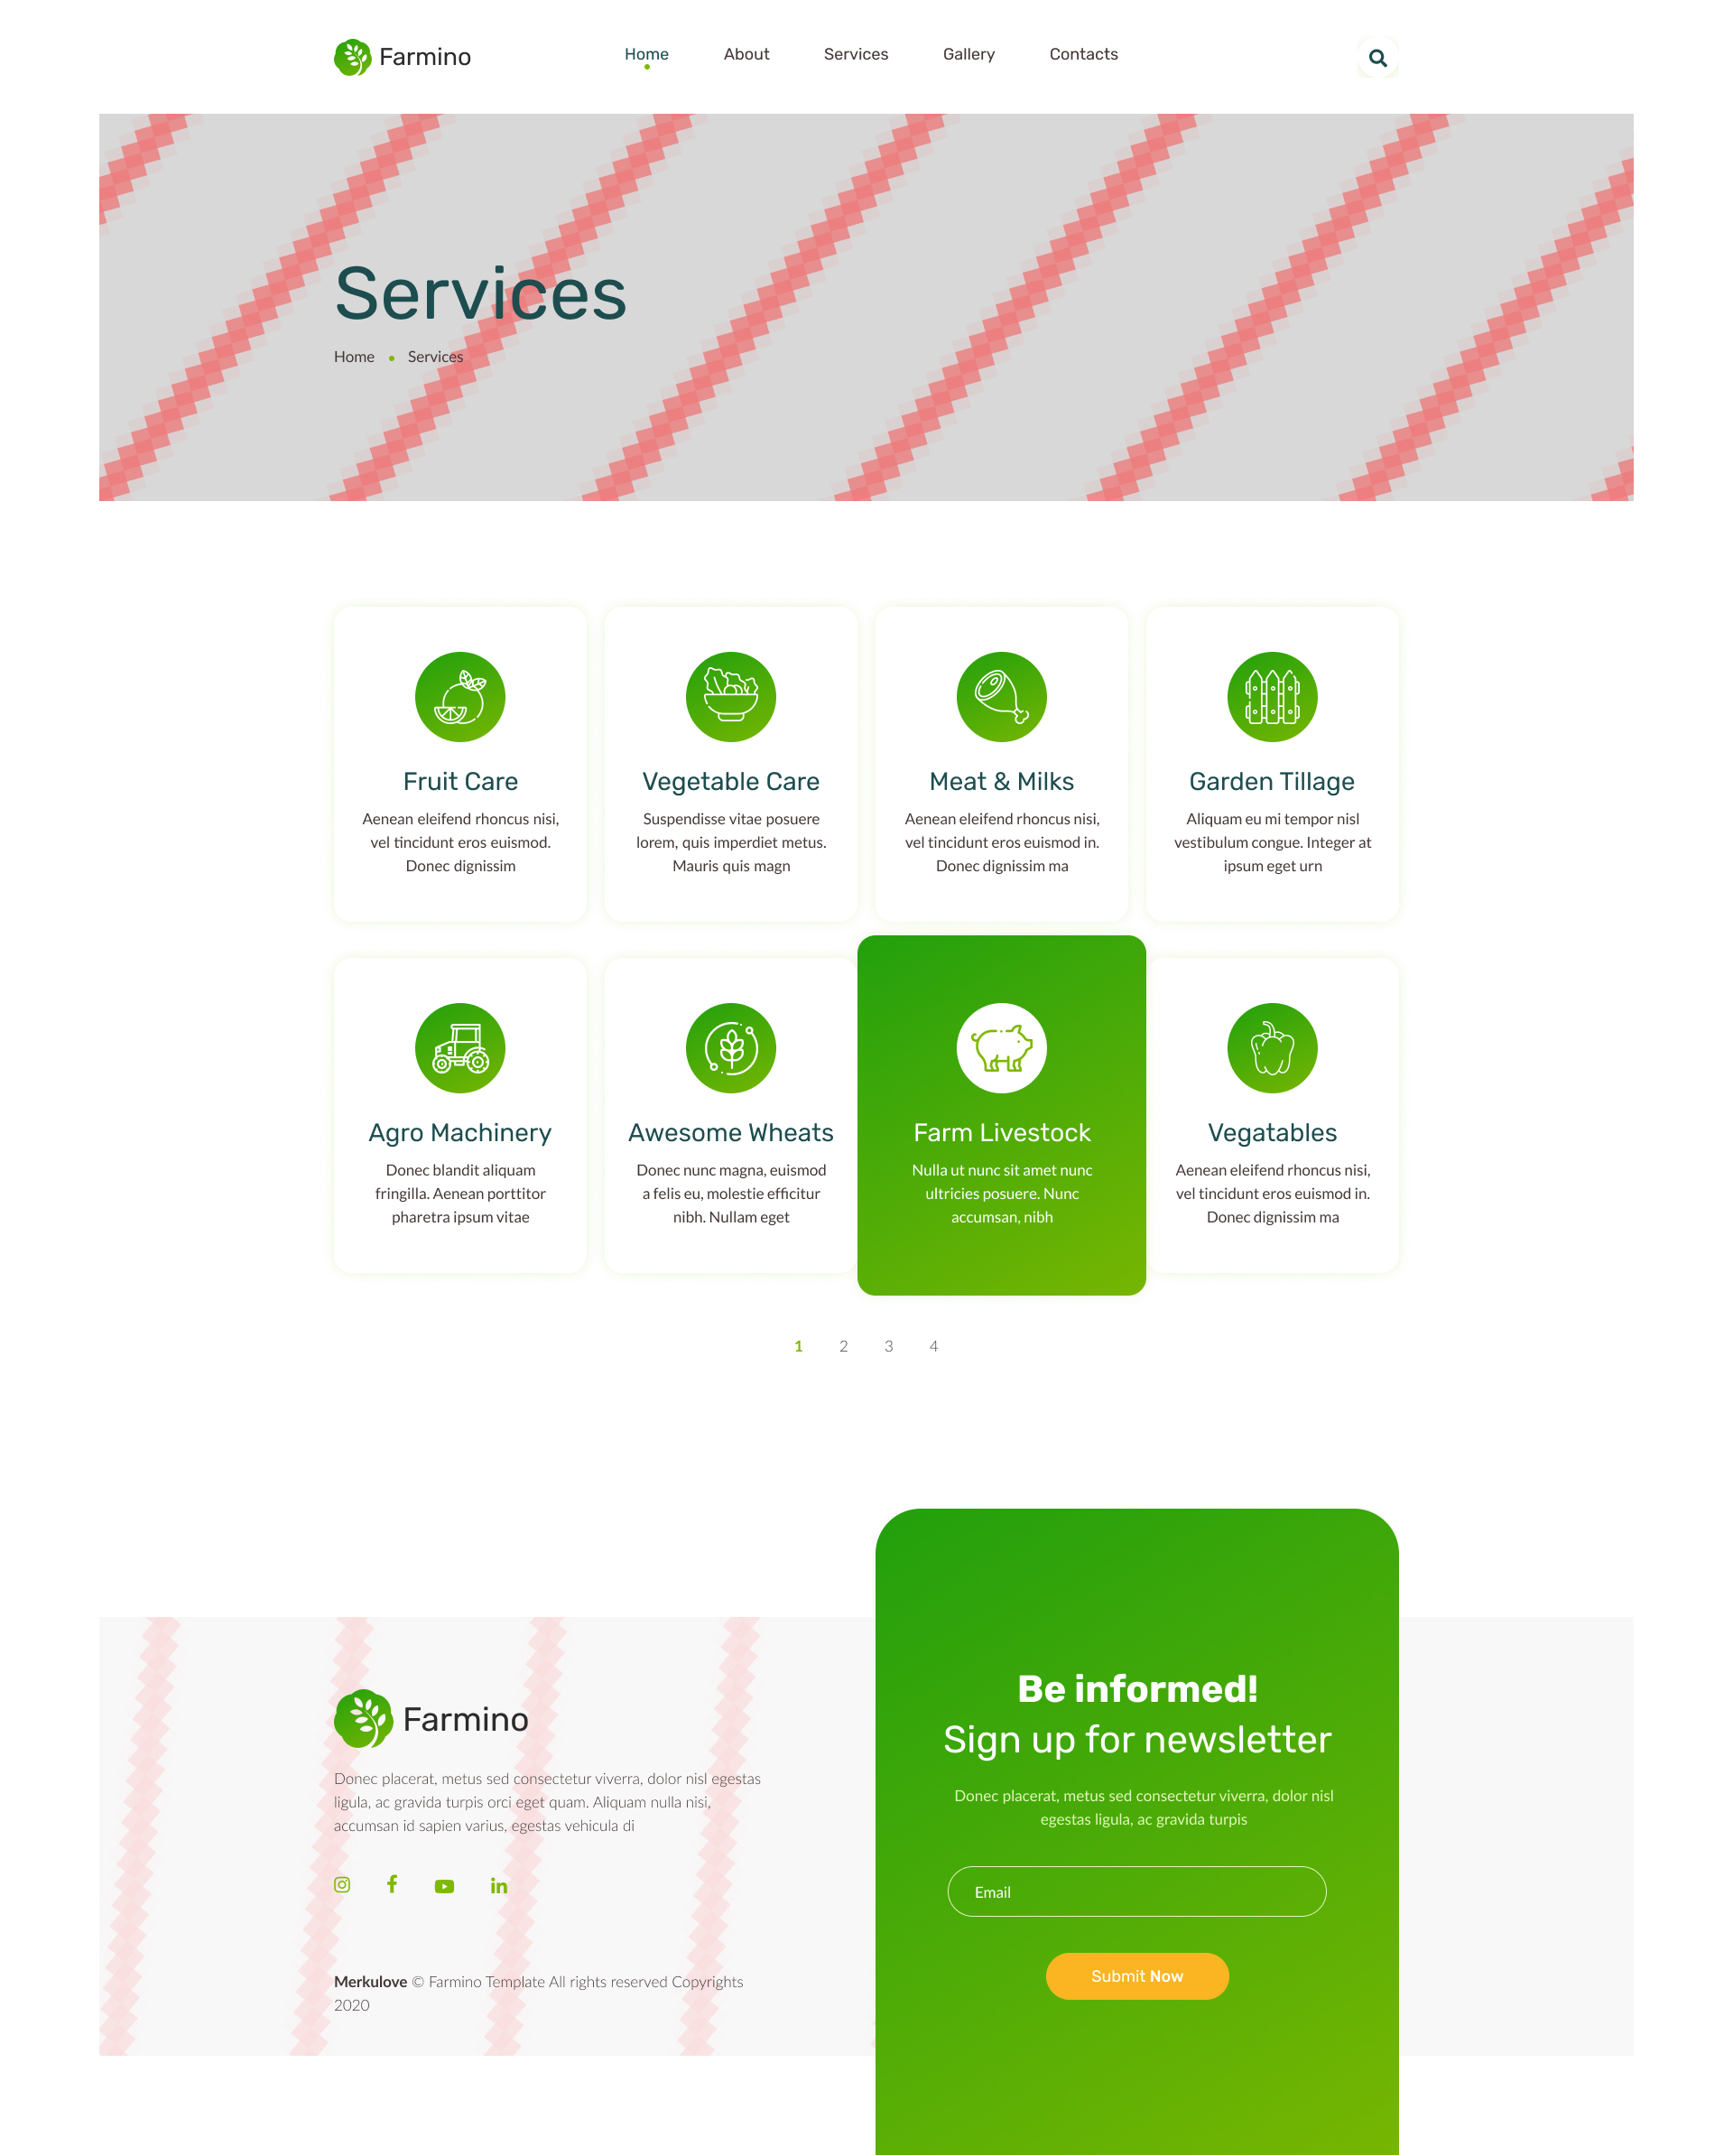 Farmino
Home
About
Services
Gallery
Contacts
Services
Home • Services
Fruit Care
Aenean eleifend rhoncus nisi,
vel tincidunt eros euismod.
Donec dignissim
Vegetable Care
Suspendisse vitae posuere
lorem, quis imperdiet metus.
Mauris quis magn
Meat & Milks
Aenean eleifend rhoncus nisi,
vel tincidunt eros euismod in.
Donec dignissim ma
Garden Tillage
Aliquam eu mi tempor nisl
vestibulum congue. Integer at
ipsum eget urn
Agro Machinery
Donec blandit aliquam
fringilla. Aenean porttitor
pharetra ipsum vitae
Awesome Wheats
Donec nunc magna, euismod
a felis eu, molestie efficitur
nibh. Nullam eget
Farm Livestock
Nulla ut nunc sit amet nunc
ultricies posuere. Nunc
accumsan, nibh
Vegatables
Aenean eleifend rhoncus nisi,
vel tincidunt eros euismod in.
Donec dignissim ma
1 2 3 4
Farmino
Donec placerat, metus sed consectetur viverra, dolor nisl egestas
ligula, ac gravida turpis orci eget quam. Aliquam nulla nisi,
accumsan id sapien varius, egestas vehicula di
Merkulove © Farmino Template All rights reserved Copyrights
2020
Be informed!
Sign up for newsletter
Donec placerat, metus sed consectetur viverra, dolor nisl
egestas ligula, ac gravida turpis
Email
Submit Now